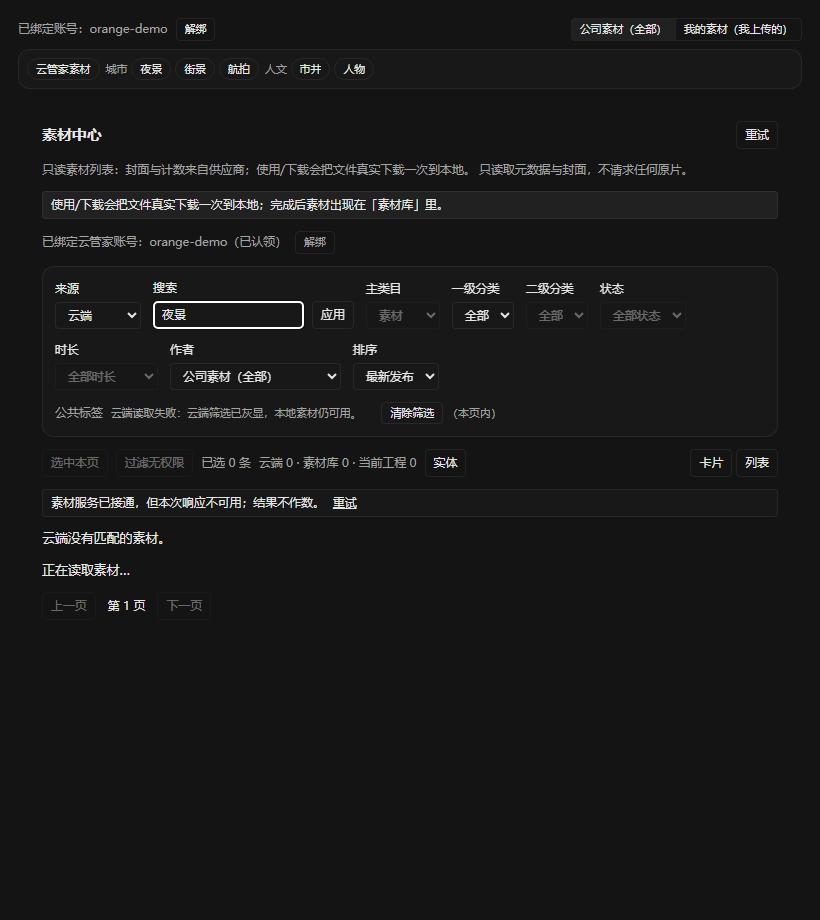 已绑定账号：orange-demo 解绑 公司素材（全部） 我的素材（我上传的）
云管家素材 城市 夜景 街景 航拍 人文 市井 人物
素材中心 重试
只读素材列表：封面与计数来自供应商；使用/下载会把文件真实下载一次到本地。 只读取元数据与封面，不请求任何原片。
使用/下载会把文件真实下载一次到本地；完成后素材出现在「素材库」里。
已绑定云管家账号：orange-demo（已认领） 解绑
来源 搜索 主类目 一级分类 二级分类 状态
云端 夜景 应用 素材 全部 全部 全部状态
时长 作者 排序
全部时长 公司素材（全部） 最新发布
公共标签 云端读取失败：云端筛选已灰显，本地素材仍可用。 清除筛选 （本页内）
选中本页 过滤无权限 已选 0 条 云端 0 · 素材库 0 · 当前工程 0 实体 卡片 列表
素材服务已接通，但本次响应不可用；结果不作数。 重试
云端没有匹配的素材。
正在读取素材...
上一页 第 1 页 下一页